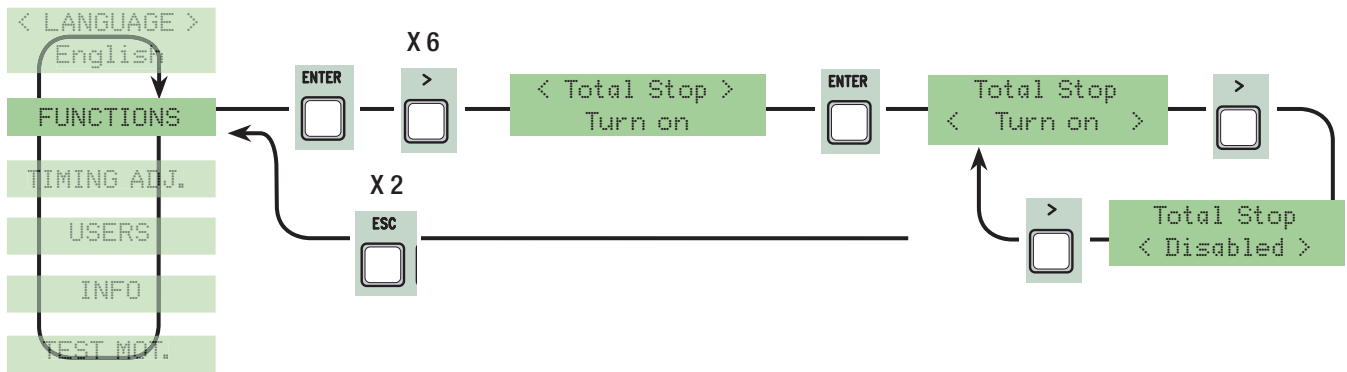 < LANGUAGE >
English
FUNCTIONS
TIMING ADJ.
USERS
INFO
TEST MOT.
ENTER
X 6
>
< Total Stop >
Turn on
ENTER
Total Stop
< Turn on >
>
X 2
ESC
>
Total Stop
< Disabled >